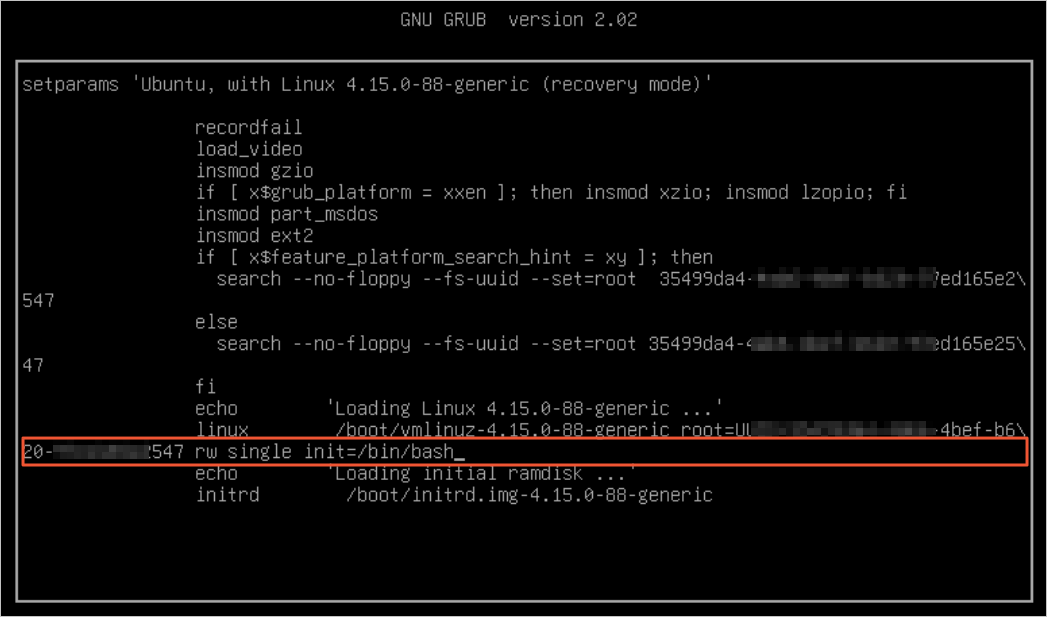 GNU GRUB version 2.02
setparams 'Ubuntu, with Linux 4.15.0-88-generic (recovery mode)'
recordfail
load_video
insmod gzio
if [ x$grub_platform = xxen ]; then insmod xzio; insmod lzopio; fi
insmod part_msdos
insmod ext2
if [ x$feature_platform_search_hint = xy ]; then
search --no-floppy --fs-uuid --set=root 35499da4- ed165e2\
547
else
search --no-floppy --fs-uuid --set=root 35499da4- ed165e25\
47
fi
echo 'Loading Linux 4.15.0-88-generic ...'
linux /boot/vmlinuz-4.15.0-88-generic root=UU -4bef-b6\
20- 2547 rw single init=/bin/bash_
echo 'Loading initial ramdisk ...'
initrd /boot/initrd.img-4.15.0-88-generic